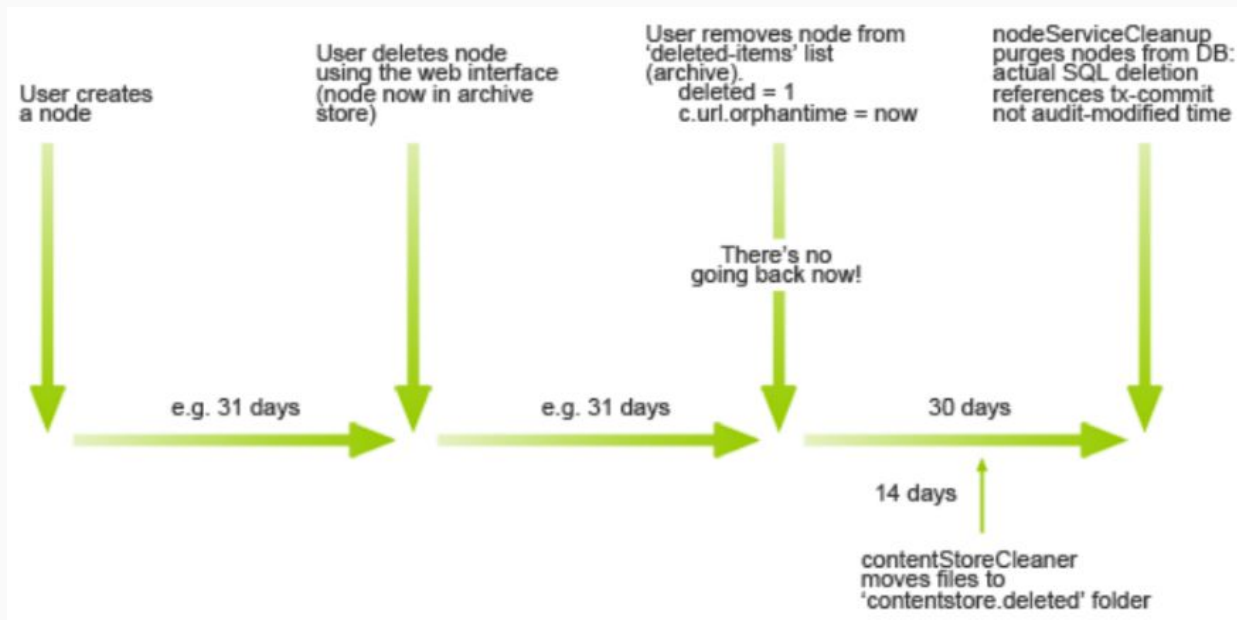 User creates
a node
User deletes node
using the web interface
(node now in archive
store)
User removes node from
‘deleted-items’ list
(archive).
deleted = 1
c.url.orphantime = now
nodeServiceCleanup
purges nodes from DB:
actual SQL deletion
references tx-commit
not audit-modified time
There's no
going back now!
e.g. 31 days
e.g. 31 days
30 days
14 days
contentStoreCleaner
moves files to
‘contentstore.deleted’ folder